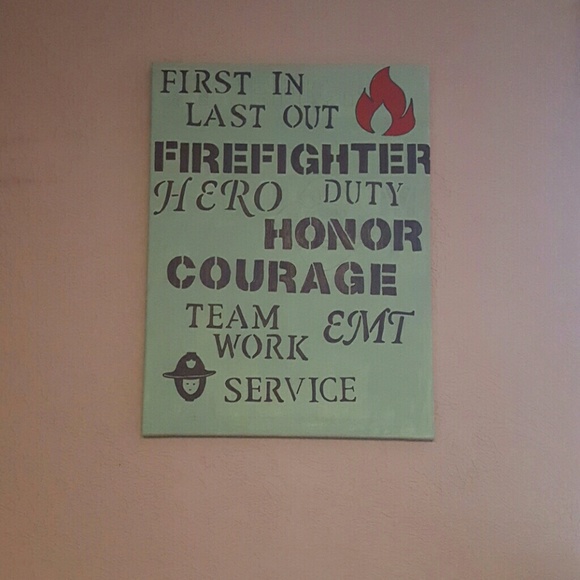 FIRST IN
LAST OUT
FIREFIGHTER
HERO DUTY
HONOR
COURAGE
TEAM EMT
WORK
SERVICE